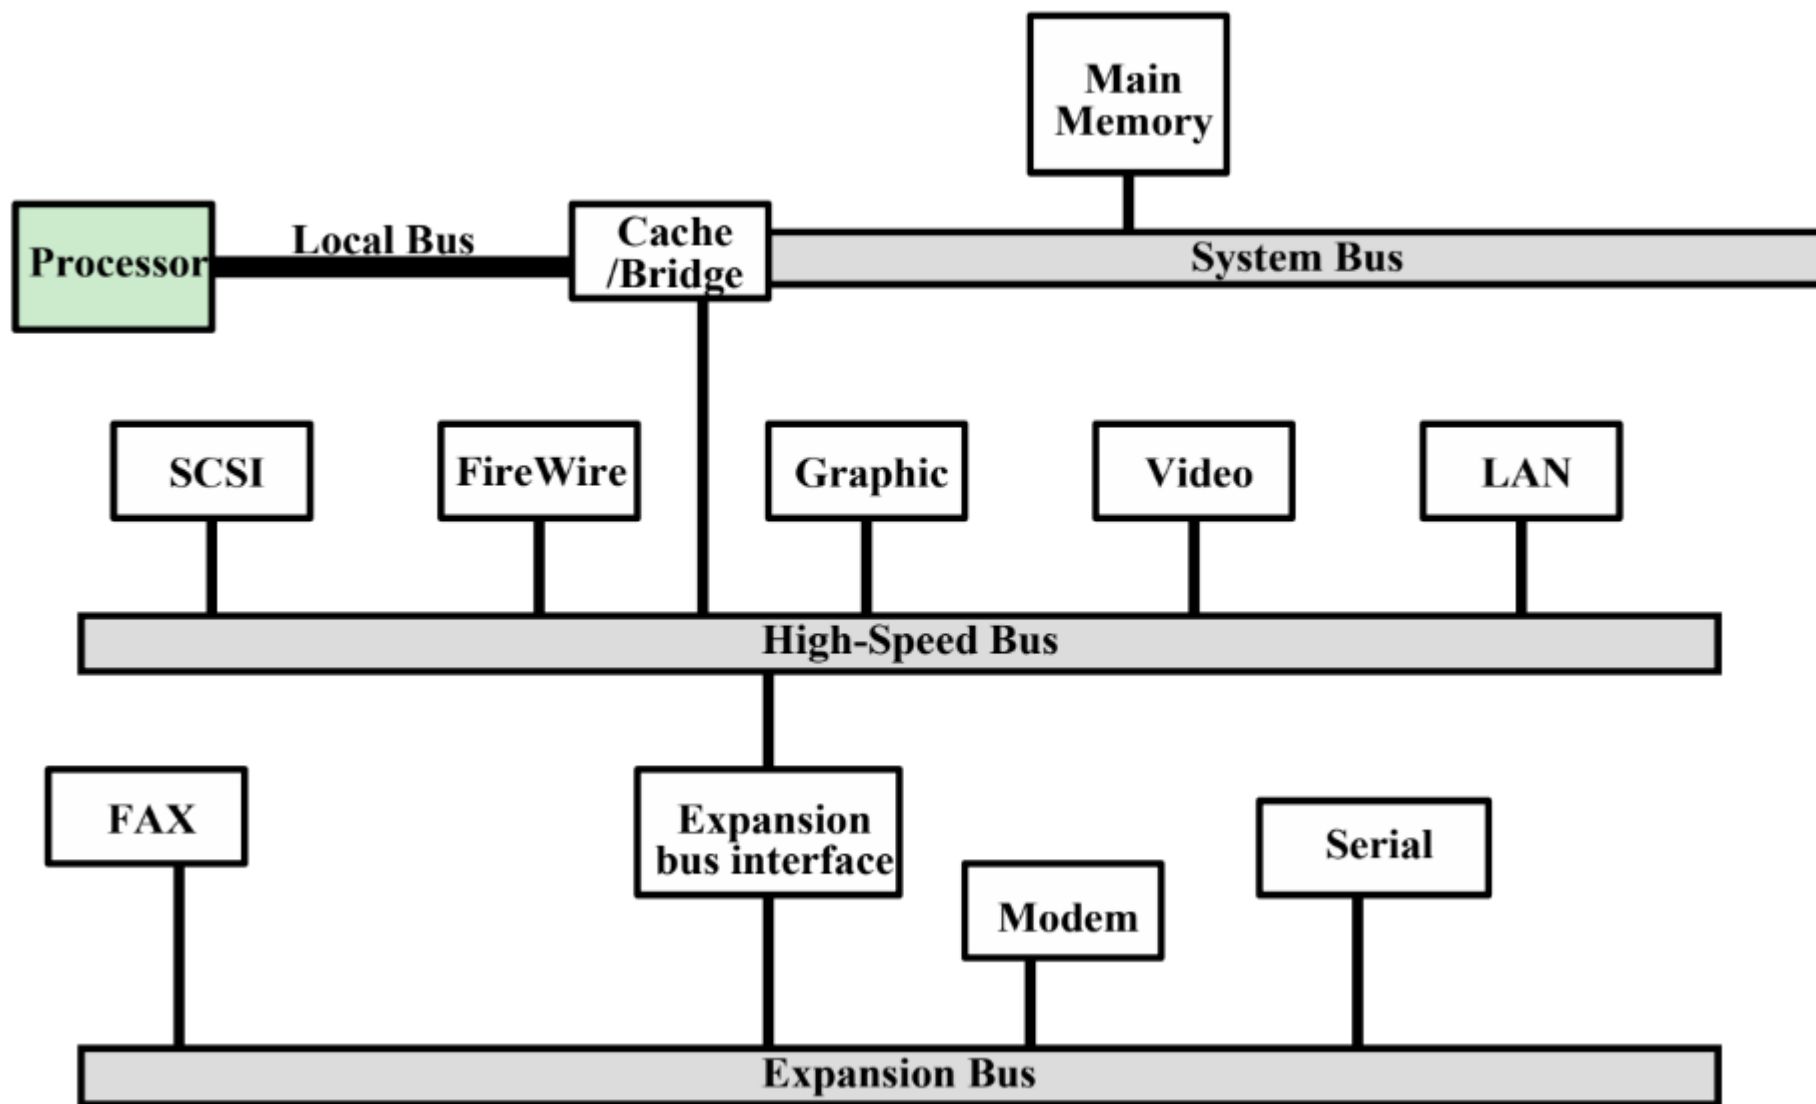 Main
Memory
Processor
Local Bus
Cache
/Bridge
System Bus
SCSI
FireWire
Graphic
Video
LAN
High-Speed Bus
FAX
Expansion
bus interface
Modem
Serial
Expansion Bus